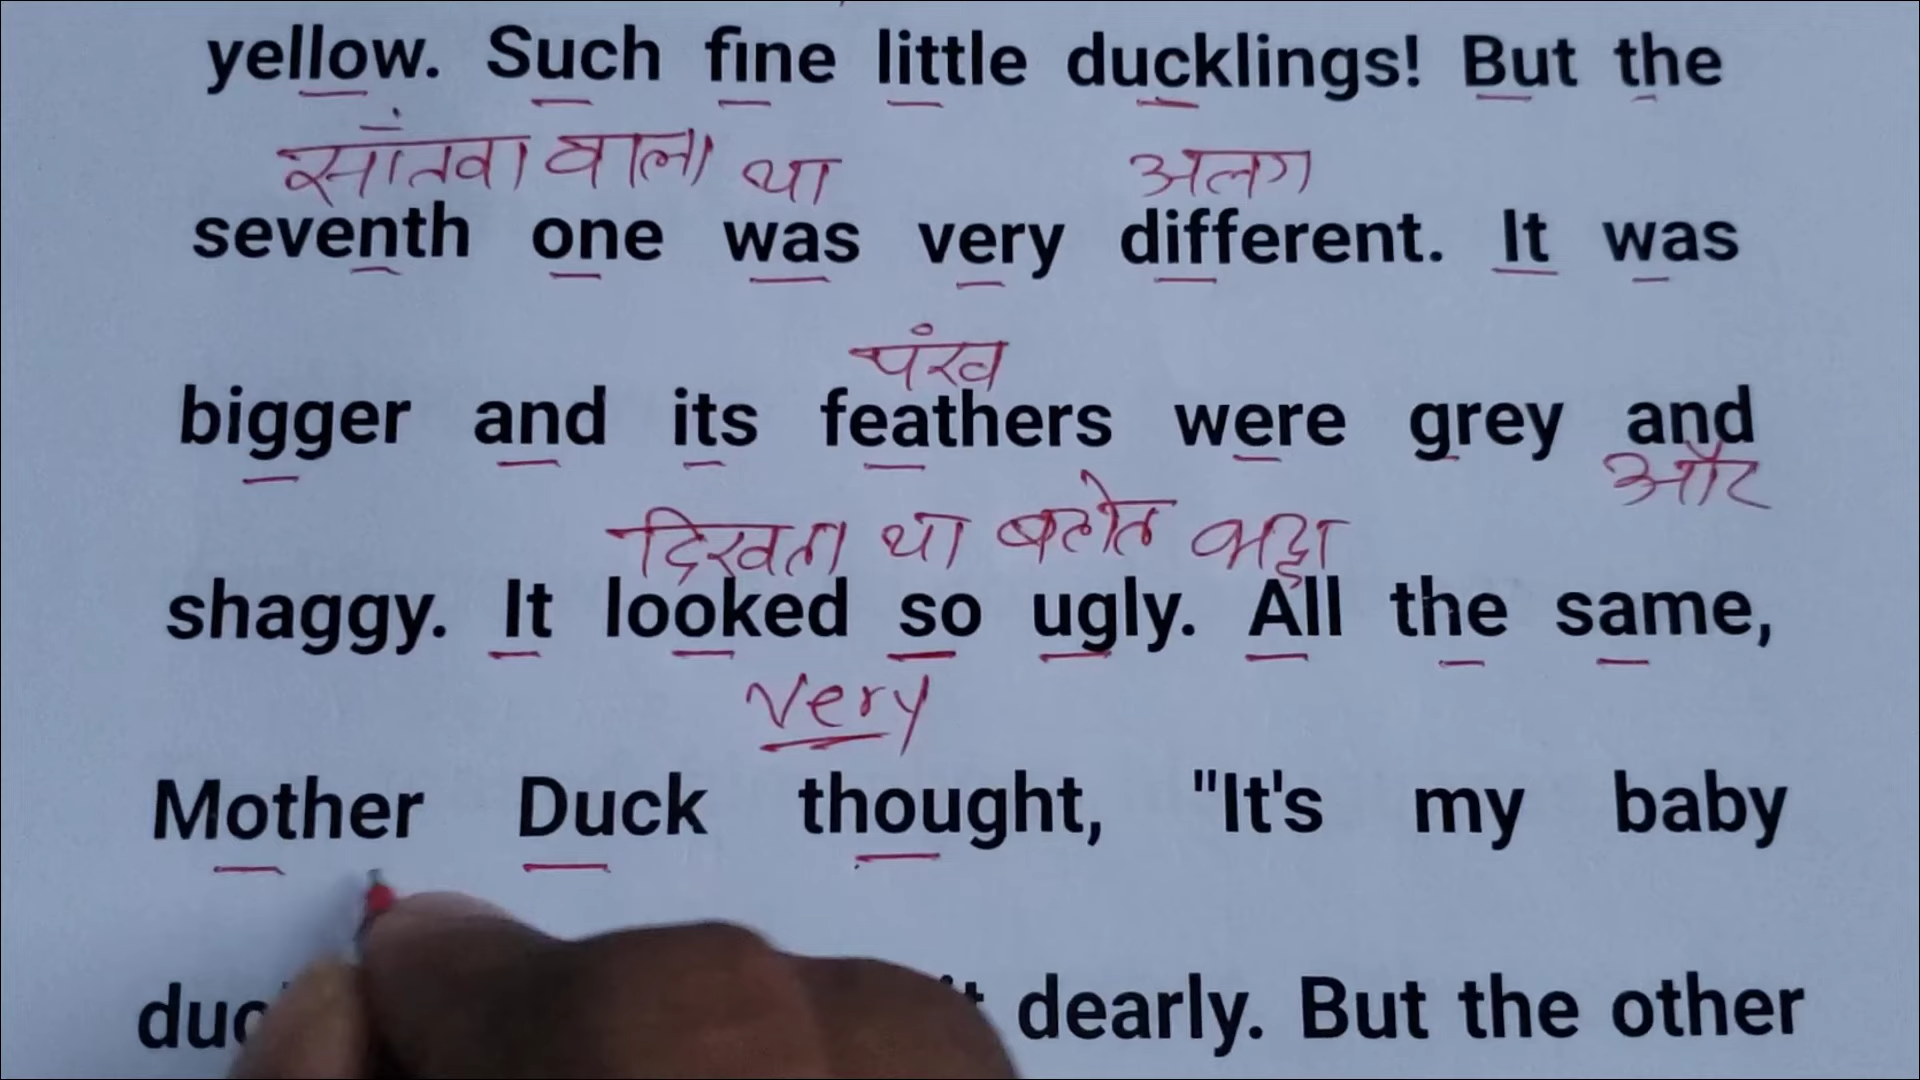 yellow. Such fine little ducklings! But the
सांतवा वाला था अलग
seventh one was very different. It was
पंख
bigger and its feathers were grey and
और
दिखता था बहोत भद्दा
shaggy. It looked so ugly. All the same,
very
Mother Duck thought, "It's my baby
dearly. But the other